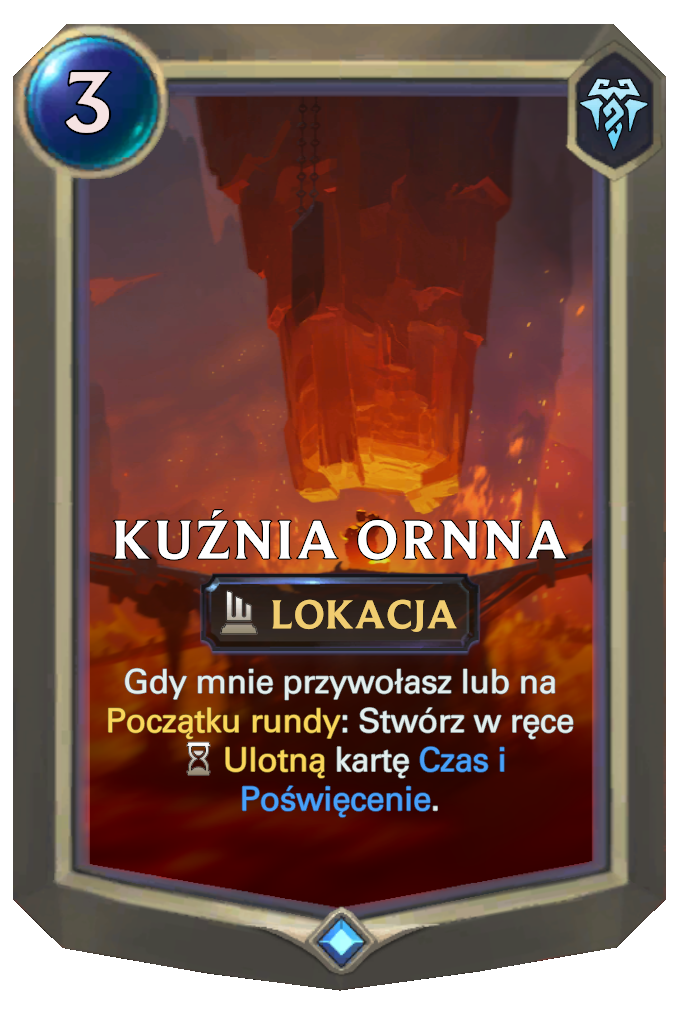 3
KUŹNIA ORNNA
LOKACJA
Gdy mnie przywołasz lub na
Początku rundy: Stwórz w ręce
Ulotną kartę Czas i
Poświęcenie.